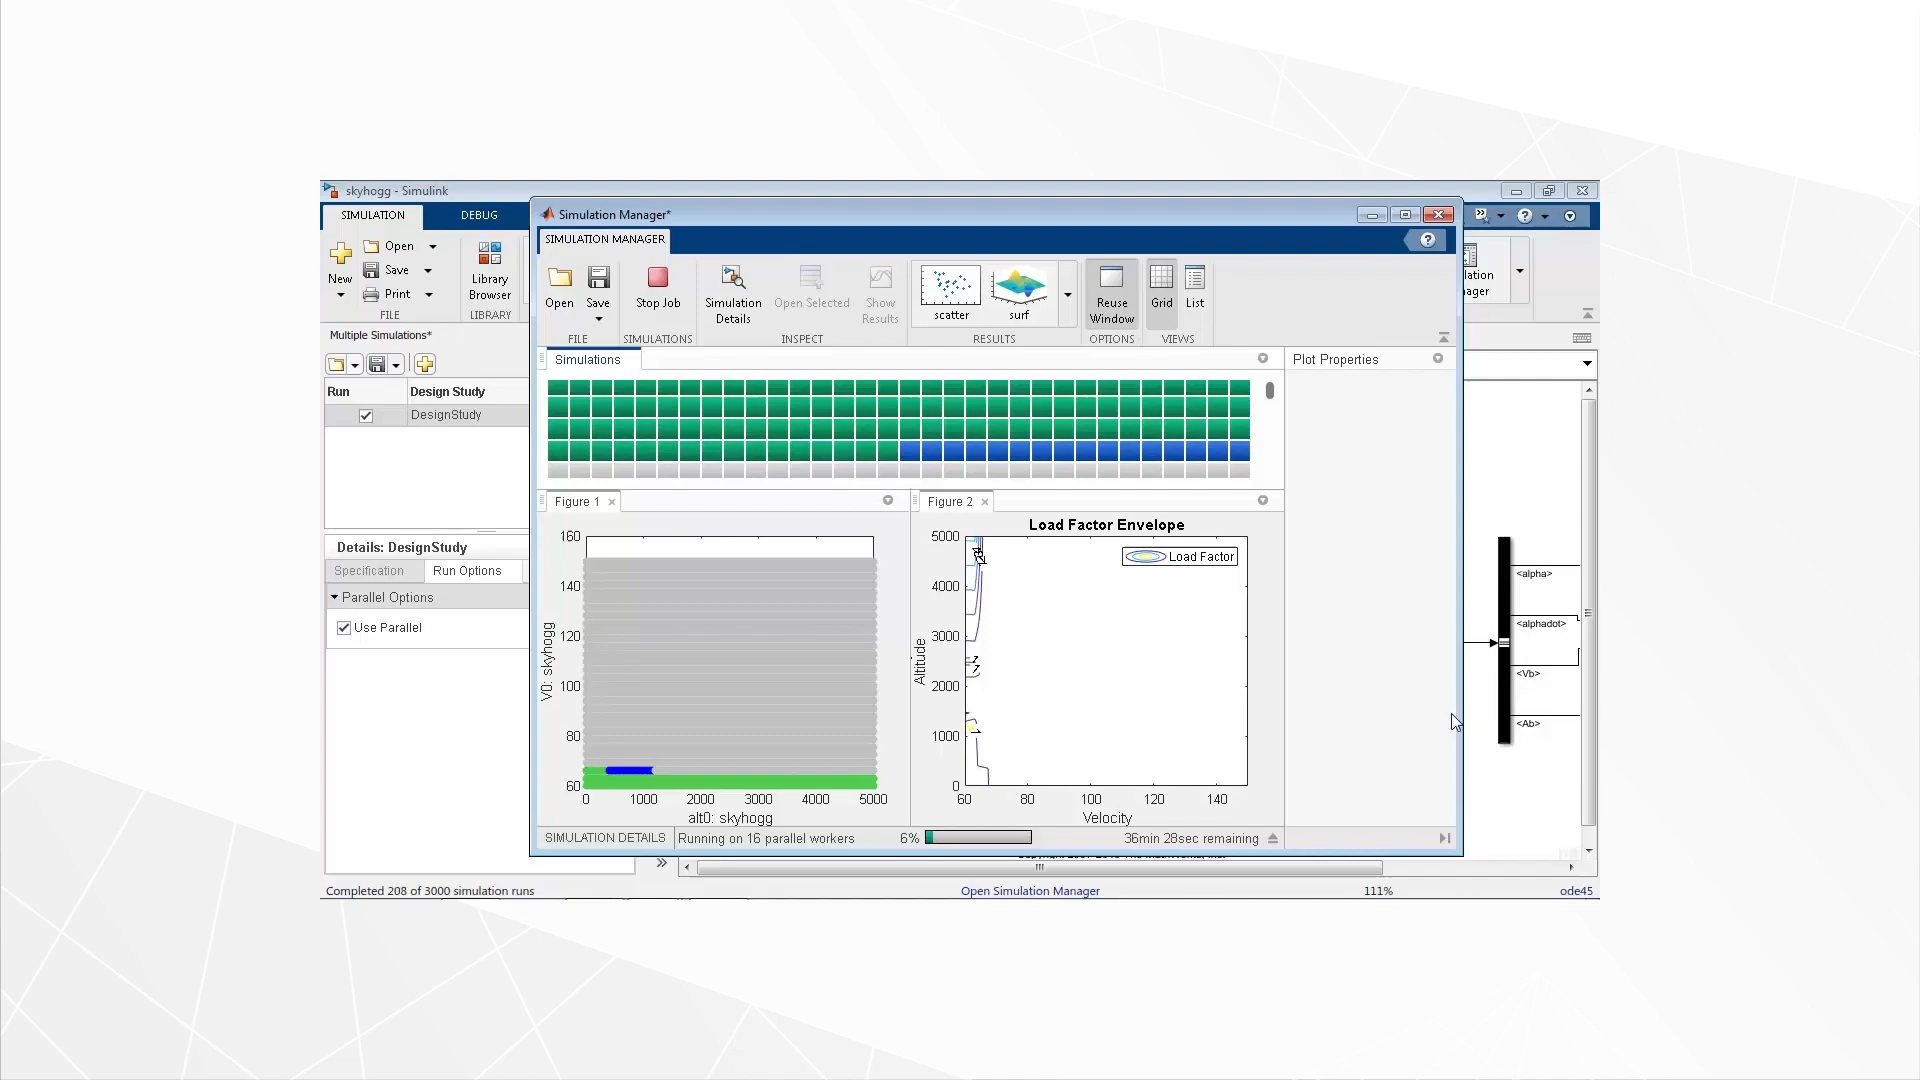 skyhogg - Simulink
SIMULATION
DEBUG
New
Open
Save
Print
Library
Browser
FILE
LIBRARY
Multiple Simulations*
Run
Design Study
DesignStudy
Details: DesignStudy
Specification
Run Options
Parallel Options
Use Parallel
Simulation Manager*
SIMULATION MANAGER
Open
Save
Stop Job
Simulation
Details
Open Selected
Show
Results
scatter
surf
Reuse
Window
Grid
List
FILE
SIMULATIONS
INSPECT
RESULTS
OPTIONS
VIEWS
Simulations
Plot Properties
Figure 1
160
140
120
100
80
60
V0: skyhogg
0 1000 2000 3000 4000 5000
alt0: skyhogg
Figure 2
Load Factor Envelope
Load Factor
5000
4000
3000
2000
1000
0
Altitude
60 80 100 120 140
Velocity
SIMULATION DETAILS
Running on 16 parallel workers
6%
36min 28sec remaining
<alpha>
<alphadot>
<Vb>
<Ab>
Completed 208 of 3000 simulation runs
Open Simulation Manager
111%
ode45